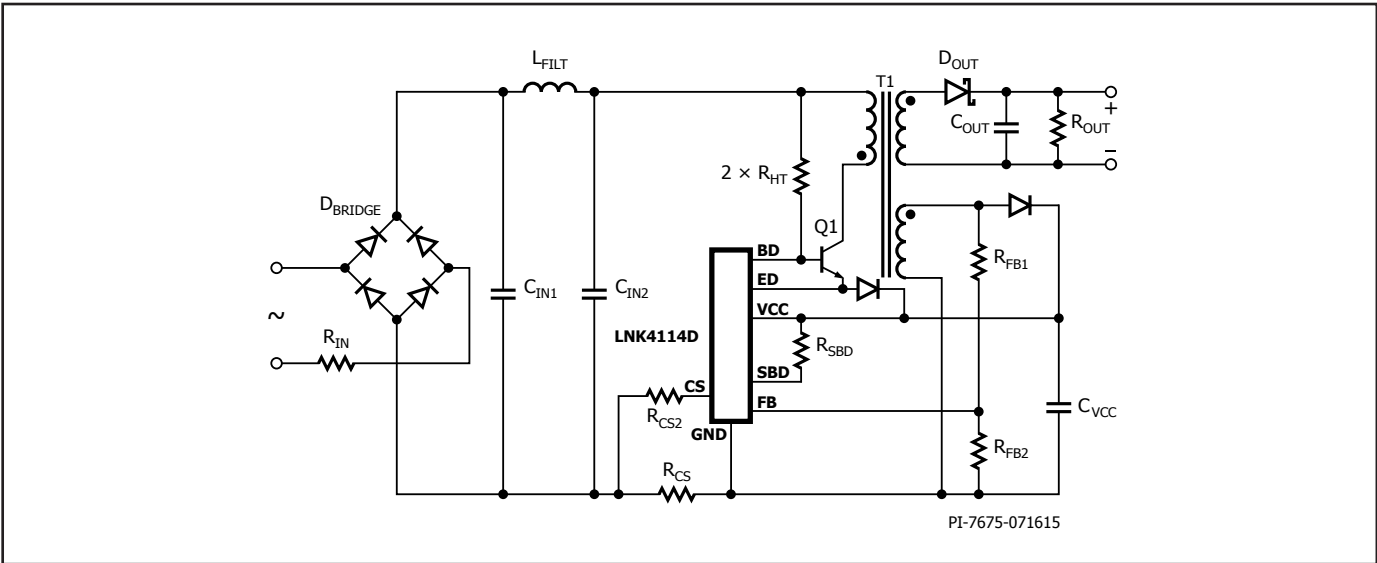 L_FILT
D_OUT
T1
C_OUT
R_OUT
+
−
2 × R_HT
D_BRIDGE
Q1
BD
ED
VCC
LNK4114D
R_FB1
C_IN1
C_IN2
~
R_IN
R_SBD
SBD
CS
FB
R_CS2
GND
C_VCC
R_FB2
R_CS
PI-7675-071615